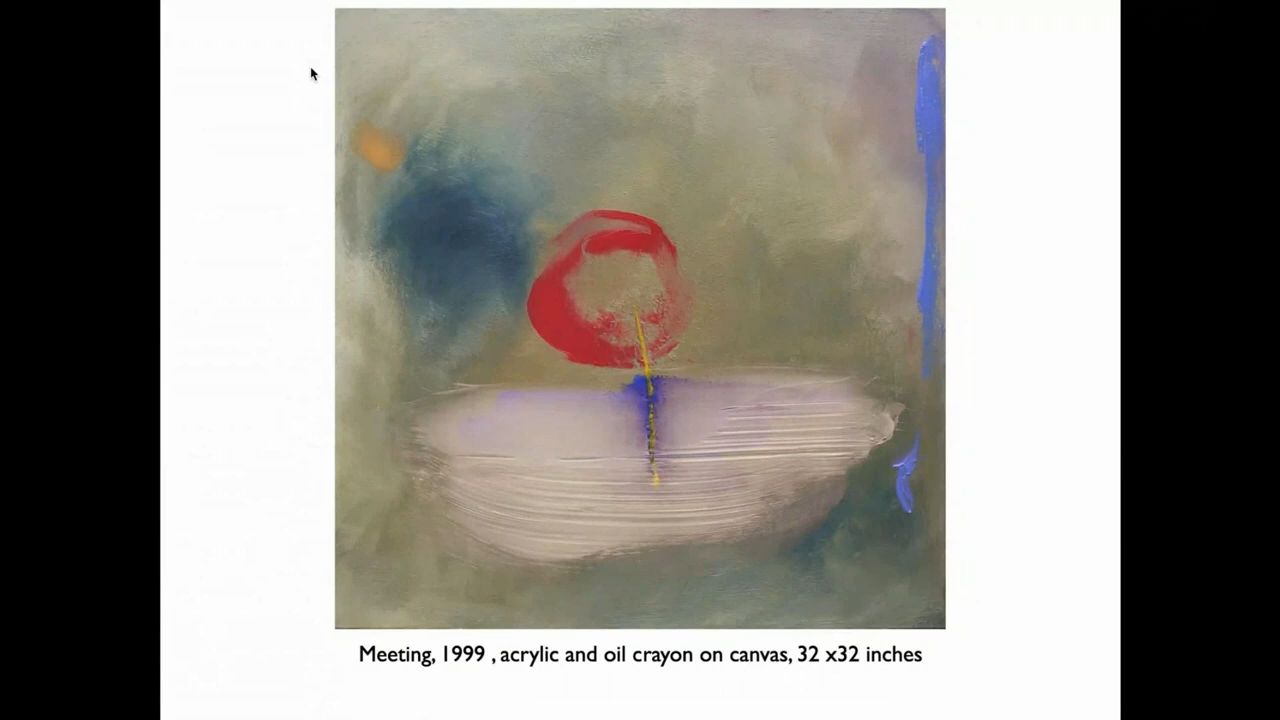 Meeting, 1999 , acrylic and oil crayon on canvas, 32 x32 inches